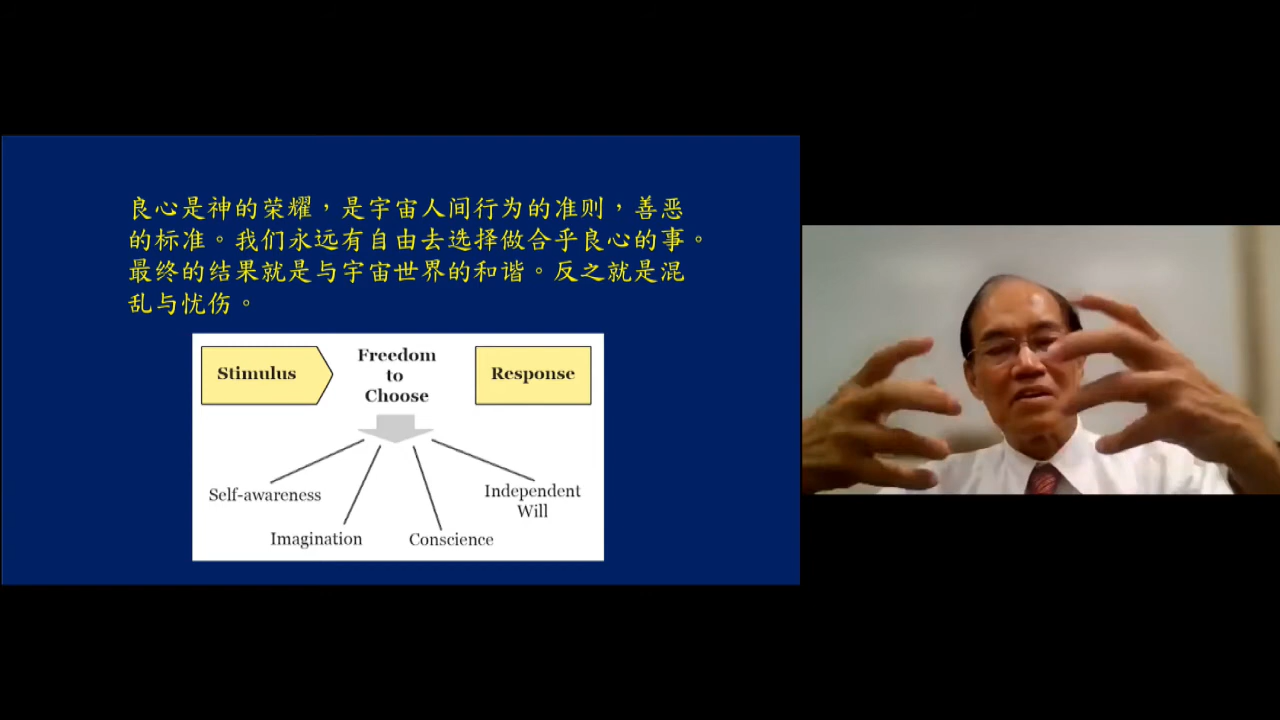 良心是神的荣耀，是宇宙人间行为的准则，善恶
的标准。我们永远有自由去选择做合乎良心的事。
最终的结果就是与宇宙世界的和谐。反之就是混
乱与忧伤。
Stimulus
Freedom
to
Choose
Response
Self-awareness
Imagination
Conscience
Independent
Will